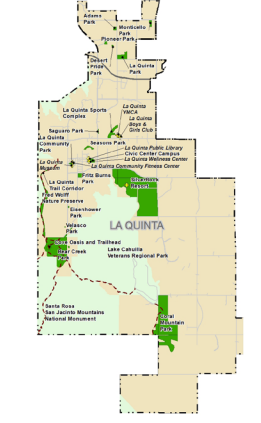 Adams
Park
Monticello
Park
Pioneer Park
Desert
Pride
Park
La Quinta
Park
La Quinta Sports
Complex
La Quinta
YMCA
La Quinta
Boys &
Girls Club
Saguaro Park
La Quinta
Community
Park
Seasons Park
La Quinta Public Library
Civic Center Campus
La Quinta Wellness Center
La Quinta Community Fitness Center
La Quinta
Museum
Fritz Burns
Park
La Quinta
Trail Corridor
Fred Wolff
Nature Preserve
SilverRock
Resort
Eisenhower
Park
Velasco
Park
LA QUINTA
Cove Oasis and Trailhead
Bear Creek
Park
Lake Cahuilla
Veterans Regional Park
Santa Rosa
San Jacinto Mountains
National Monument
Coral
Mountain
Park